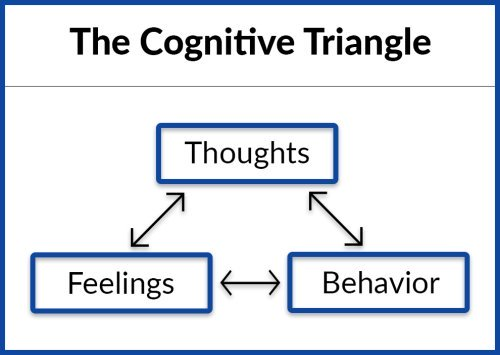 The Cognitive Triangle
Thoughts
Feelings
Behavior